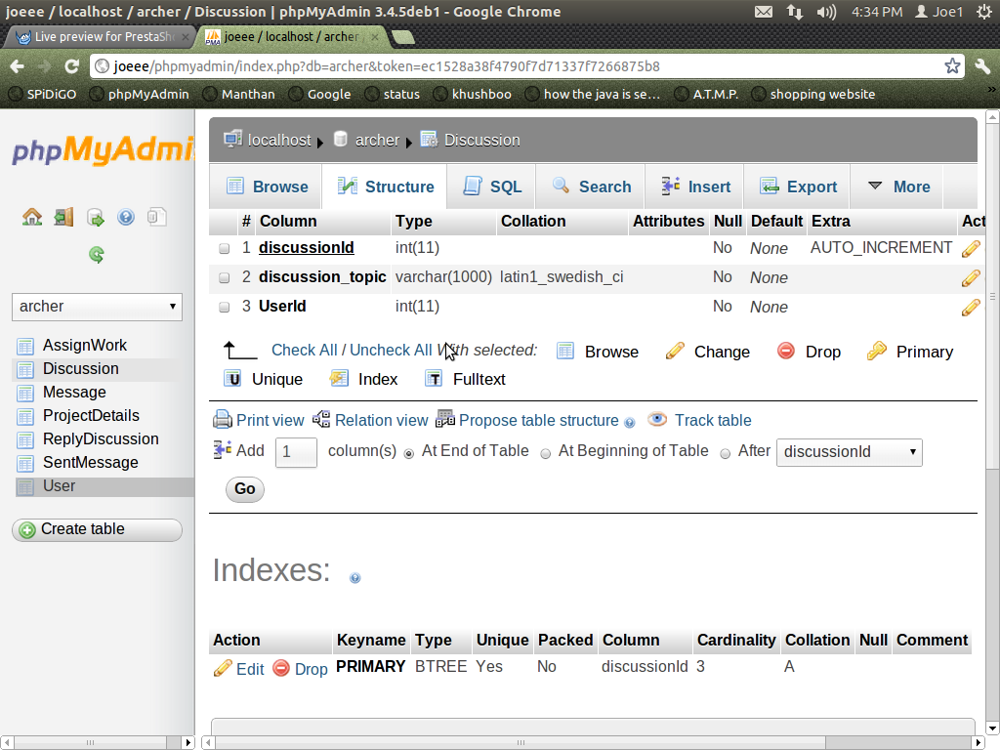 joeee / localhost / archer / Discussion | phpMyAdmin 3.4.5deb1 - Google Chrome 4:34 PM Joe1
Live preview for PrestaSh joeee / localhost / archer /
joeee/phpmyadmin/index.php?db=archer&token=ec1528a38f4790f7d71337f7266875b8
SPiDiGO phpMyAdmin Manthan Google status khushboo how the java is se... A.T.M.P. shopping website »
phpMyAdmi
archer
AssignWork
Discussion
Message
ProjectDetails
ReplyDiscussion
SentMessage
User
Create table
localhost archer Discussion
Browse Structure SQL Search Insert Export More
# Column Type Collation Attributes Null Default Extra Act
1 discussionId int(11) No None AUTO_INCREMENT
2 discussion_topic varchar(1000) latin1_swedish_ci No None
3 UserId int(11) No None
Check All / Uncheck All With selected: Browse Change Drop Primary
U Unique Index T Fulltext
Print view Relation view Propose table structure Track table
Add 1 column(s) At End of Table At Beginning of Table After discussionId
Go
Indexes:
Action Keyname Type Unique Packed Column Cardinality Collation Null Comment
Edit Drop PRIMARY BTREE Yes No discussionId 3 A